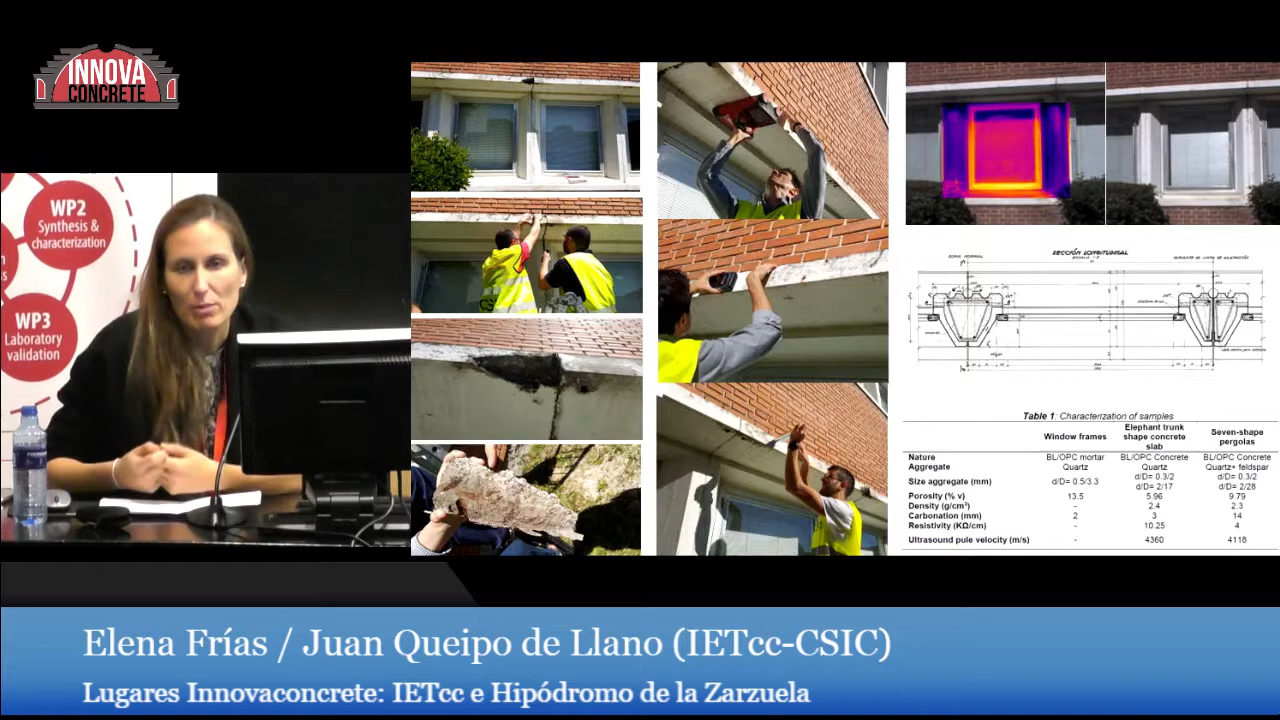 INNOVA
CONCRETE
WP2
Synthesis &
characterization
WP3
Laboratory
validation
SECCIÓN LONGITUDINAL
Table 1: Characterization of samples
Window frames Elephant trunk shape concrete slab Seven-shape pergolas
Nature BL/OPC mortar BL/OPC Concrete BL/OPC Concrete
Aggregate Quartz Quartz Quartz+ feldspar
Size aggregate (mm) d/D= 0.5/3.3 d/D= 0.3/2 d/D= 2/17 d/D= 0.3/2 d/D= 2/28
Porosity (% v) 13.5 5.96 9.79
Density (g/cm³) - 2.4 2.3
Carbonation (mm) 2 3 14
Resistivity (KΩ/cm) - 10.25 4
Ultrasound pule velocity (m/s) - 4360 4118
Elena Frías / Juan Queipo de Llano (IETcc-CSIC)
Lugares Innovaconcrete: IETcc e Hipódromo de la Zarzuela